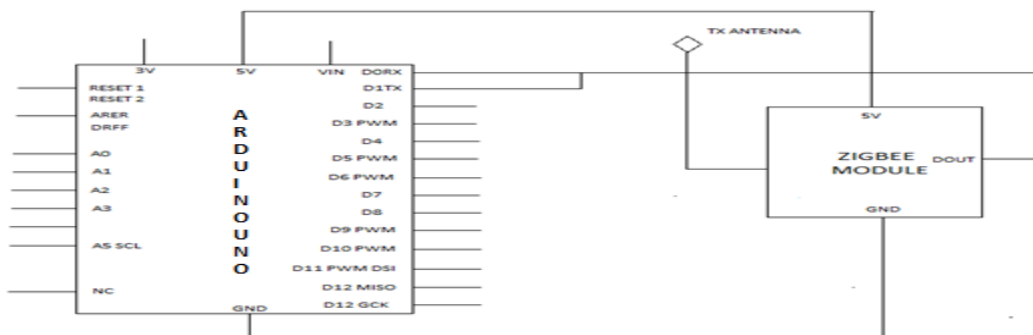 TX ANTENNA
3V
5V
VIN
D0RX
RESET 1
D1TX
RESET 2
D2
ARER
D3 PWM
DRFF
D4
A0
D5 PWM
A1
D6 PWM
A2
D7
A3
D8
D9 PWM
AS SCL
D10 PWM
D11 PWM DSI
NC
D12 MISO
D12 GCK
GND
ARDUINOUNO
5V
ZIGBEE
MODULE
DOUT
GND